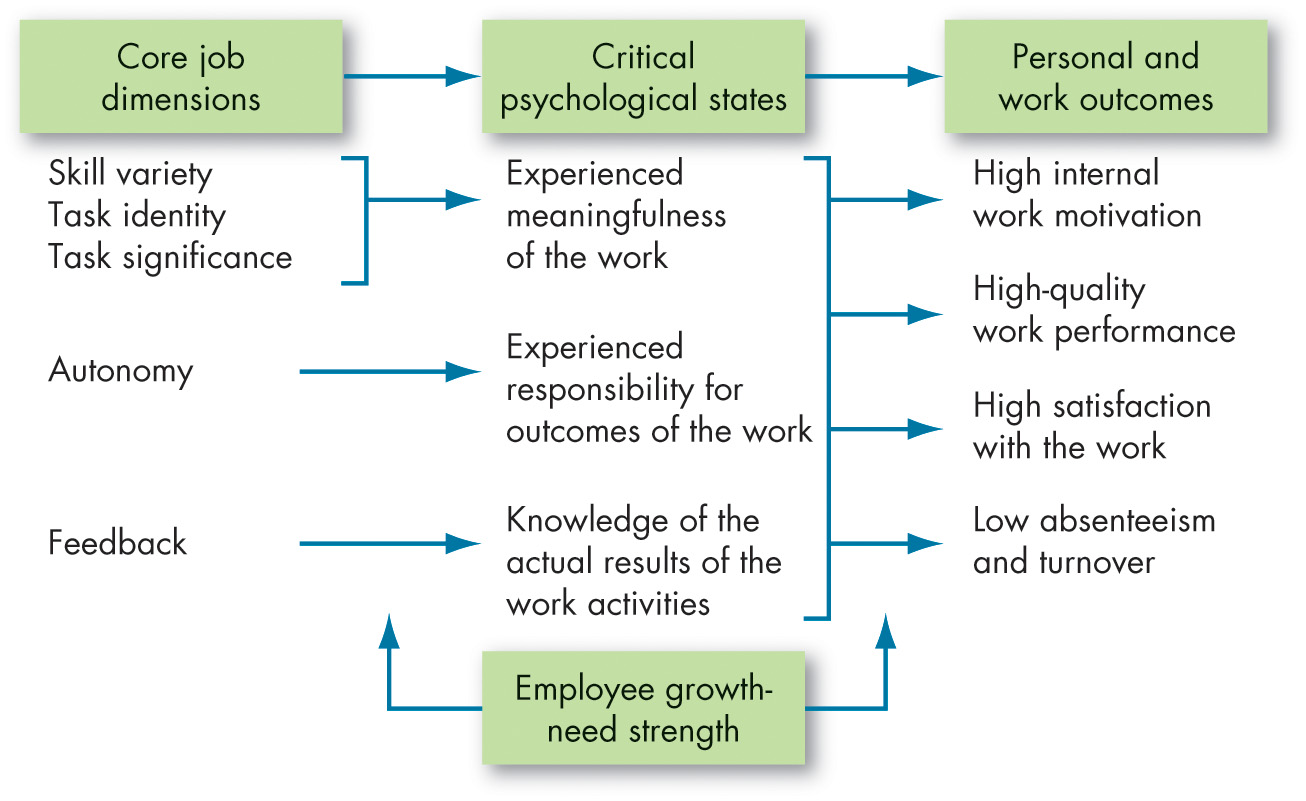 Core job
dimensions
Critical
psychological states
Personal and
work outcomes
Skill variety
Task identity
Task significance
Experienced
meaningfulness
of the work
High internal
work motivation
High-quality
work performance
Autonomy
Experienced
responsibility for
outcomes of the work
High satisfaction
with the work
Feedback
Knowledge of the
actual results of the
work activities
Low absenteeism
and turnover
Employee growth-
need strength